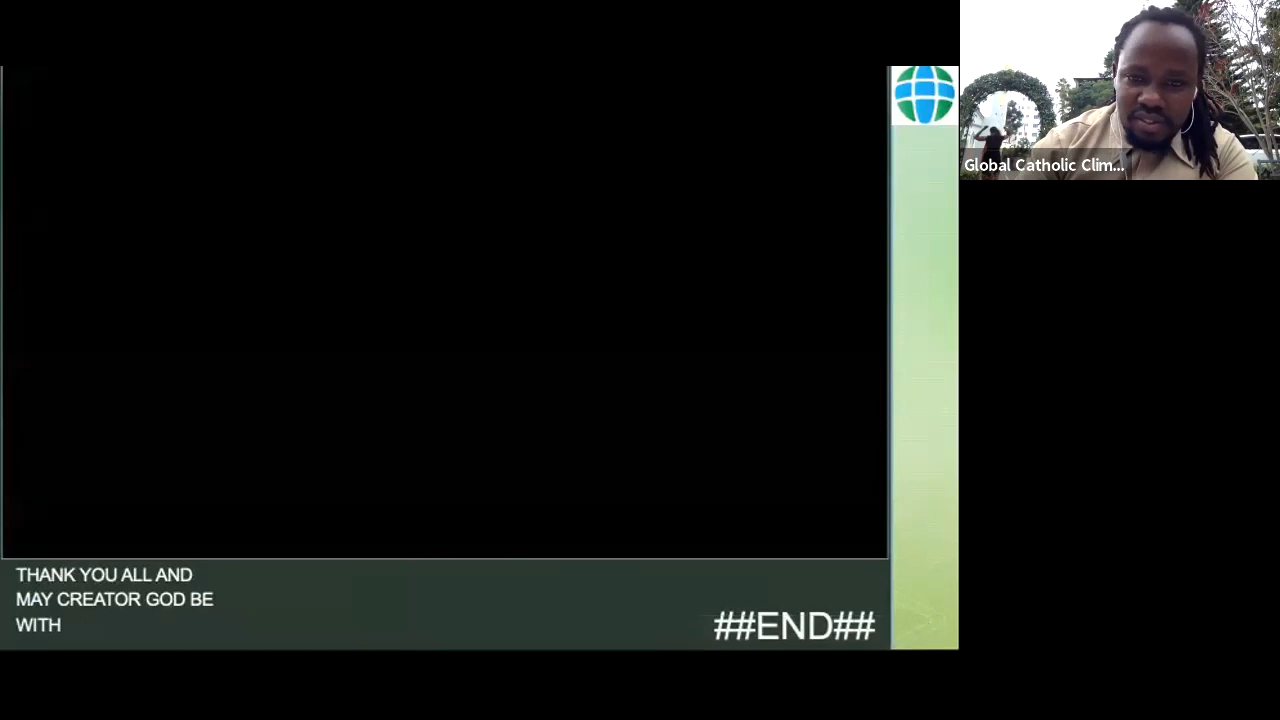 Global Catholic Clim...
THANK YOU ALL AND
MAY CREATOR GOD BE
WITH
##END##